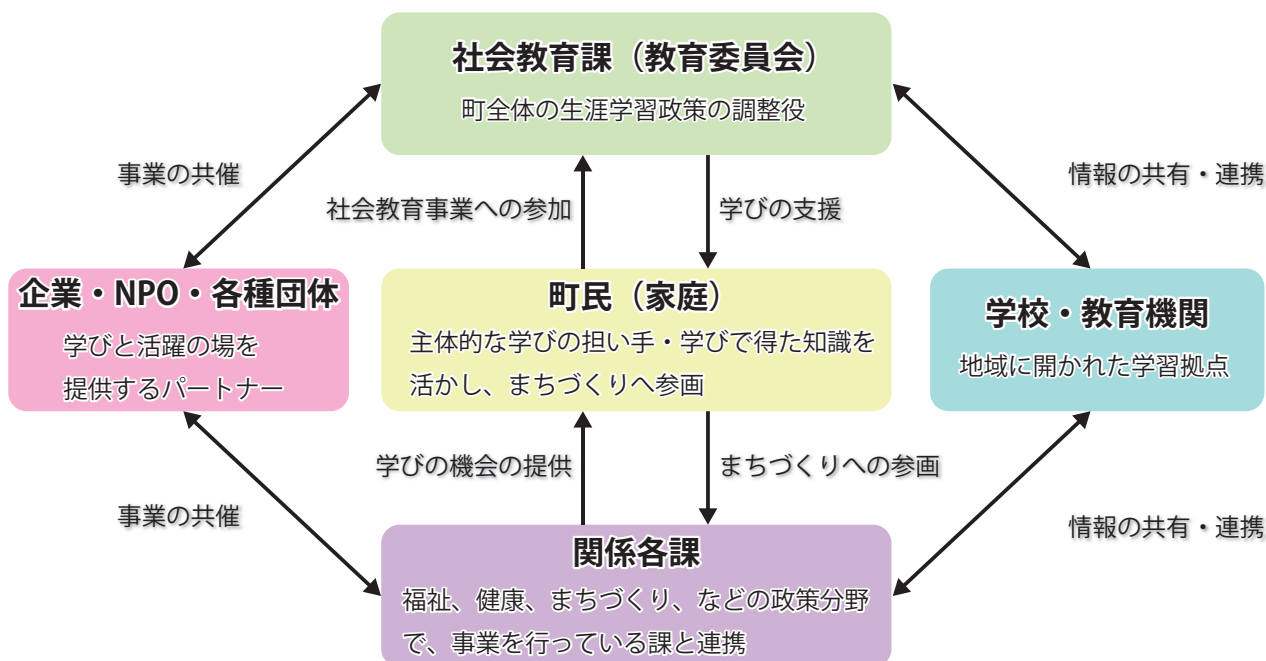 社会教育課（教育委員会）
町全体の生涯学習政策の調整役
事業の共催
情報の共有・連携
社会教育事業への参加
学びの支援
企業・NPO・各種団体
学びと活躍の場を
提供するパートナー
町民（家庭）
主体的な学びの担い手・学びで得た知識を
活かし、まちづくりへ参画
学校・教育機関
地域に開かれた学習拠点
学びの機会の提供
まちづくりへの参画
事業の共催
情報の共有・連携
関係各課
福祉、健康、まちづくり、などの政策分野
で、事業を行っている課と連携